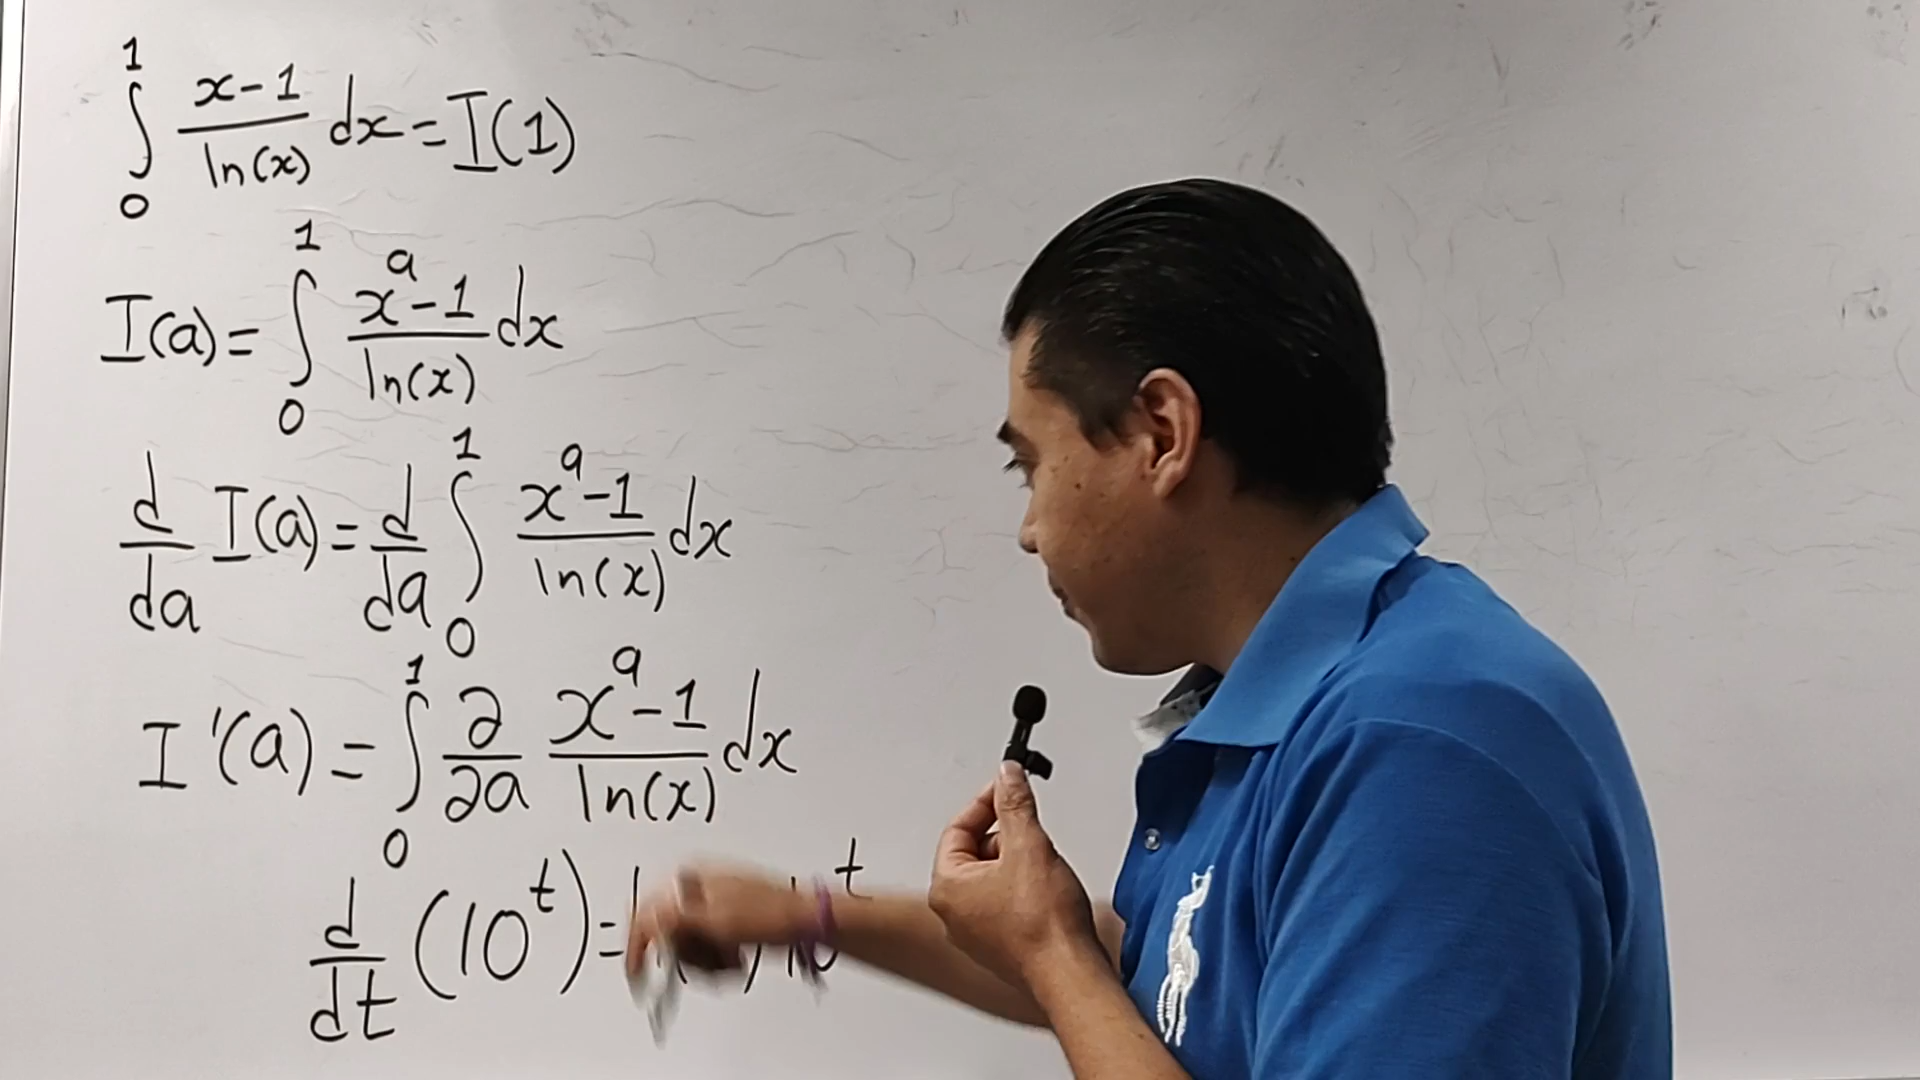 ∫₀¹ (x-1)/ln(x) dx = I(1)
I(a) = ∫₀¹ (xᵃ-1)/ln(x) dx
d/da I(a) = d/da ∫₀¹ (xᵃ-1)/ln(x) dx
I'(a) = ∫₀¹ ∂/∂a (xᵃ-1)/ln(x) dx
d/dt (10ᵗ) = 10ᵗ